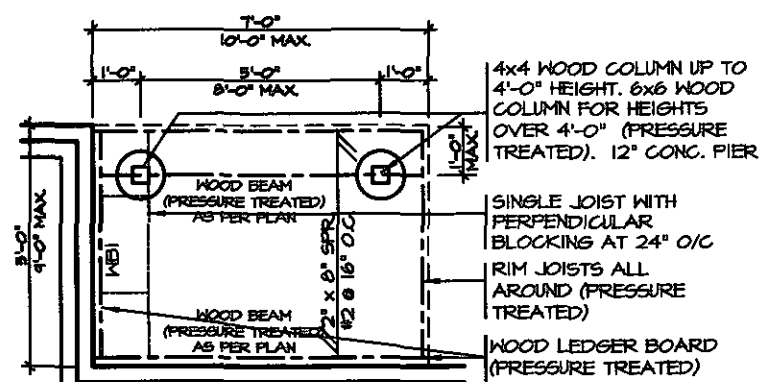 7'-0"
10'-0" MAX.
1'-0" 5'-0" 1'-0"
8'-0" MAX.
4x4 WOOD COLUMN UP TO
4'-0" HEIGHT. 6x6 WOOD
COLUMN FOR HEIGHTS
OVER 4'-0" (PRESSURE
TREATED). 12" CONC. PIER
1'-0"
MAX.
WOOD BEAM
(PRESSURE TREATED)
AS PER PLAN
SINGLE JOIST WITH
PERPENDICULAR
BLOCKING AT 24" O/C
5'-0"
4'-0" MAX.
WB1
2" x 8" SPR
#2 @ 16" O.C
RIM JOISTS ALL
AROUND (PRESSURE
TREATED)
WOOD BEAM
(PRESSURE TREATED)
AS PER PLAN
WOOD LEDGER BOARD
(PRESSURE TREATED)